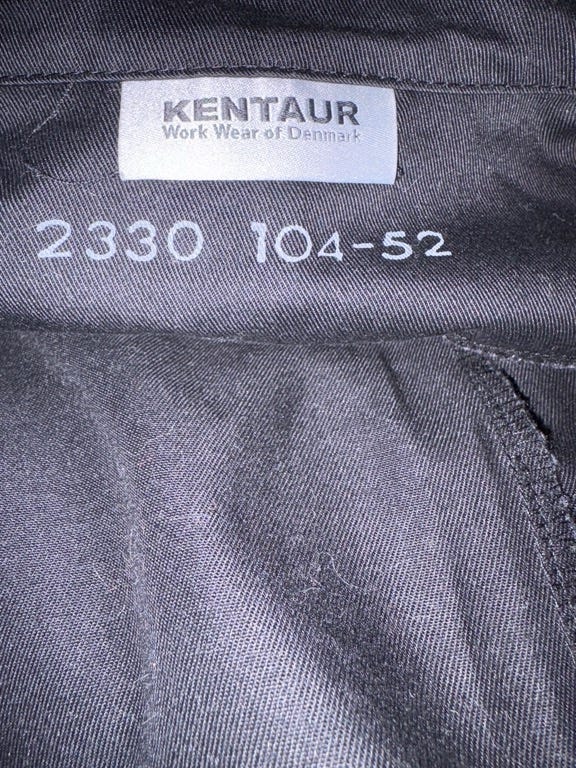 KENTAUR
Work Wear of Denmark
2330 104-52